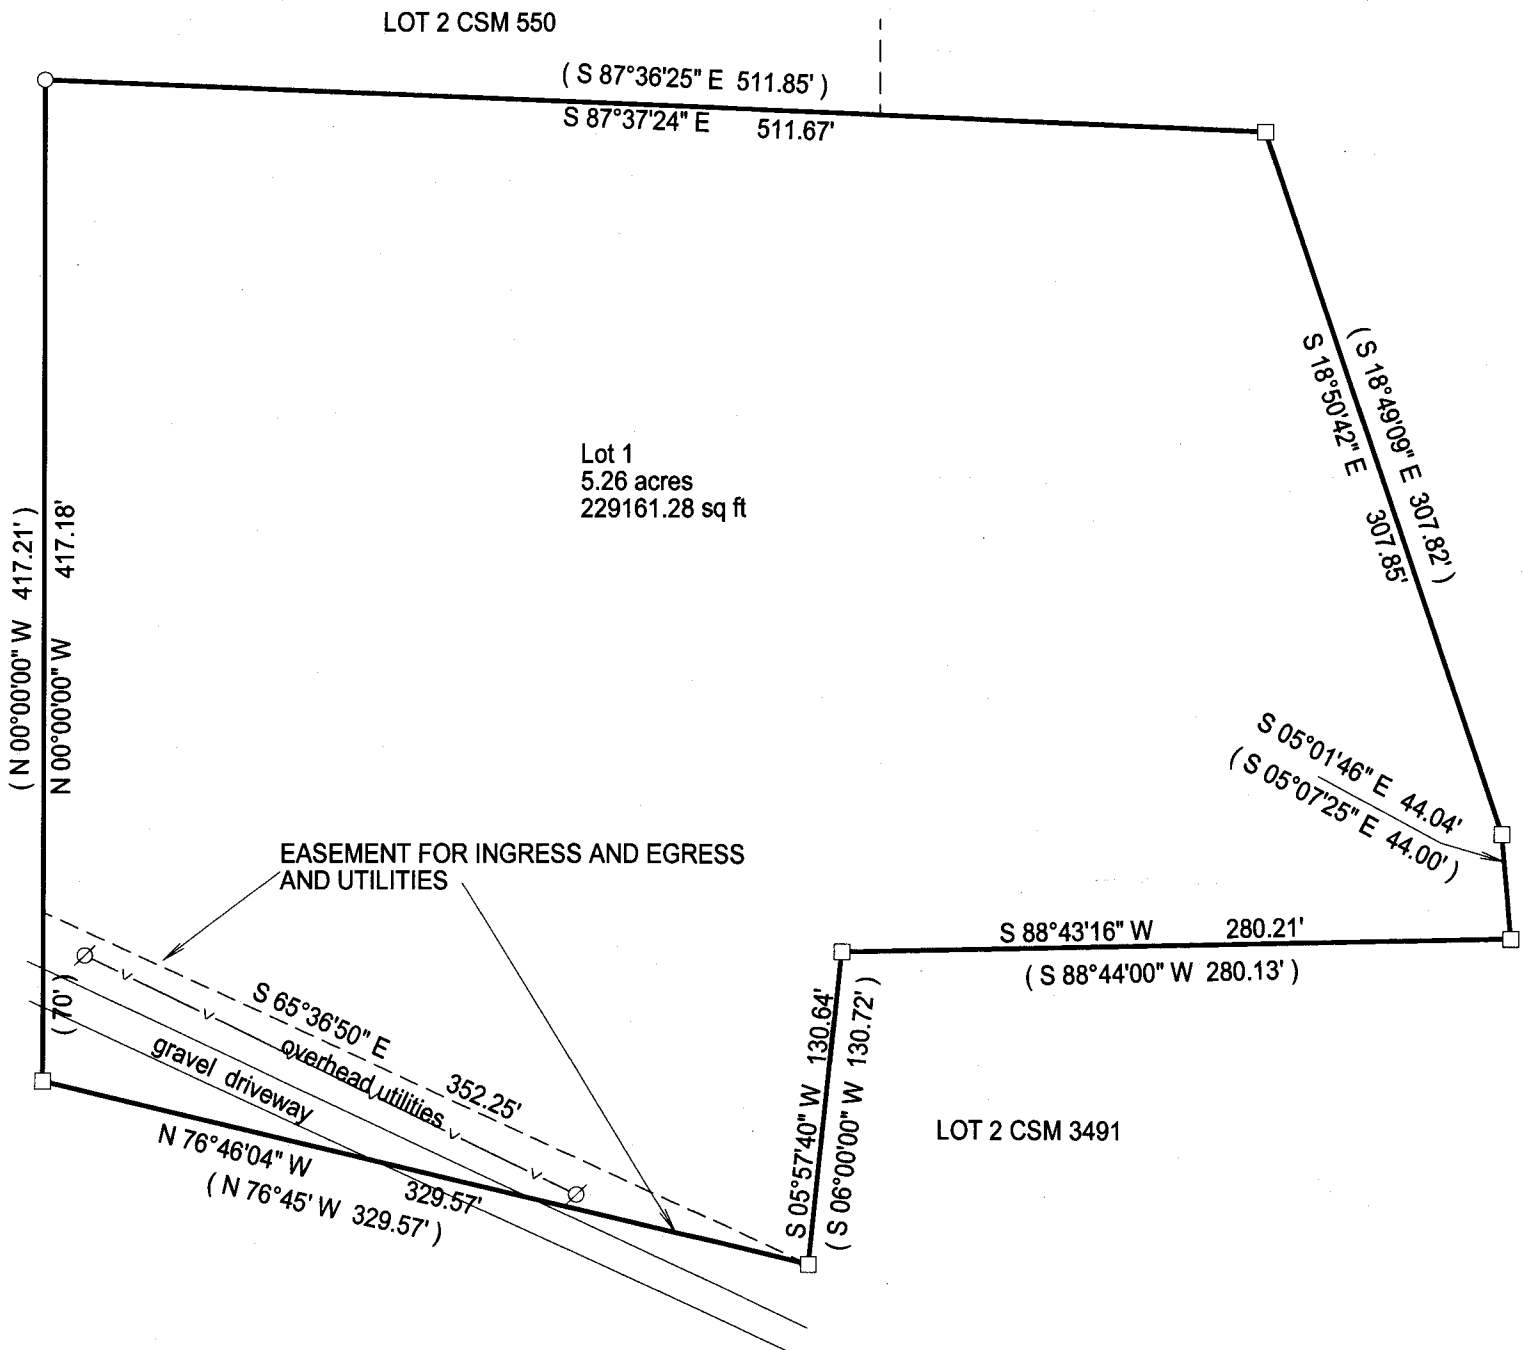 LOT 2 CSM 550
( S 87°36'25" E 511.85' )
S 87°37'24" E 511.67'
( S 18°49'09" E 307.82' )
S 18°50'42" E 307.85'
Lot 1
5.26 acres
229161.28 sq ft
( N 00°00'00" W 417.21' )
N 00°00'00" W 417.18'
S 05°01'46" E 44.04'
( S 05°07'25" E 44.00' )
EASEMENT FOR INGRESS AND EGRESS
AND UTILITIES
S 88°43'16" W 280.21'
( S 88°44'00" W 280.13' )
(70')
S 65°36'50" E 352.25'
overhead utilities
gravel driveway
S 05°57'40" W 130.64'
( S 06°00'00" W 130.72' )
LOT 2 CSM 3491
N 76°46'04" W 329.57'
( N 76°45' W 329.57' )